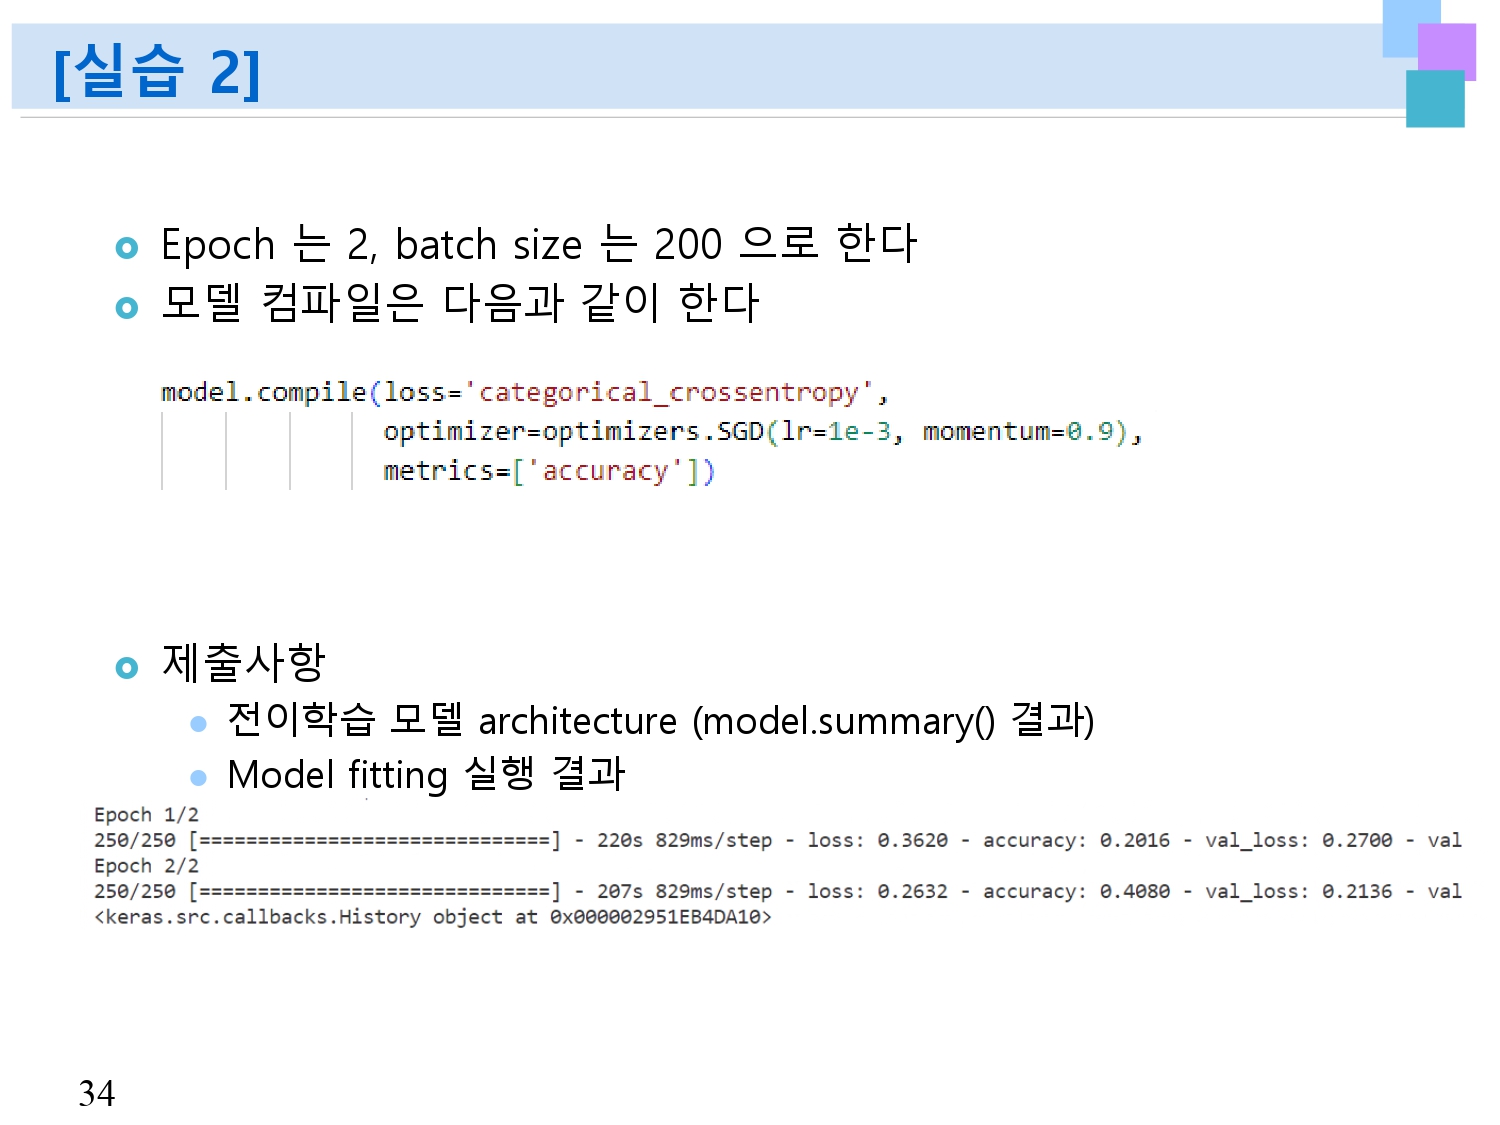 [실습 2]
Epoch 는 2, batch size 는 200 으로 한다
모델 컴파일은 다음과 같이 한다
model.compile(loss='categorical_crossentropy',
optimizer=optimizers.SGD(lr=1e-3, momentum=0.9),
metrics=['accuracy'])
제출사항
전이학습 모델 architecture (model.summary() 결과)
Model fitting 실행 결과
Epoch 1/2
250/250 [==============================] - 220s 829ms/step - loss: 0.3620 - accuracy: 0.2016 - val_loss: 0.2700 - val
Epoch 2/2
250/250 [==============================] - 207s 829ms/step - loss: 0.2632 - accuracy: 0.4080 - val_loss: 0.2136 - val
<keras.src.callbacks.History object at 0x000002951EB4DA10>
34